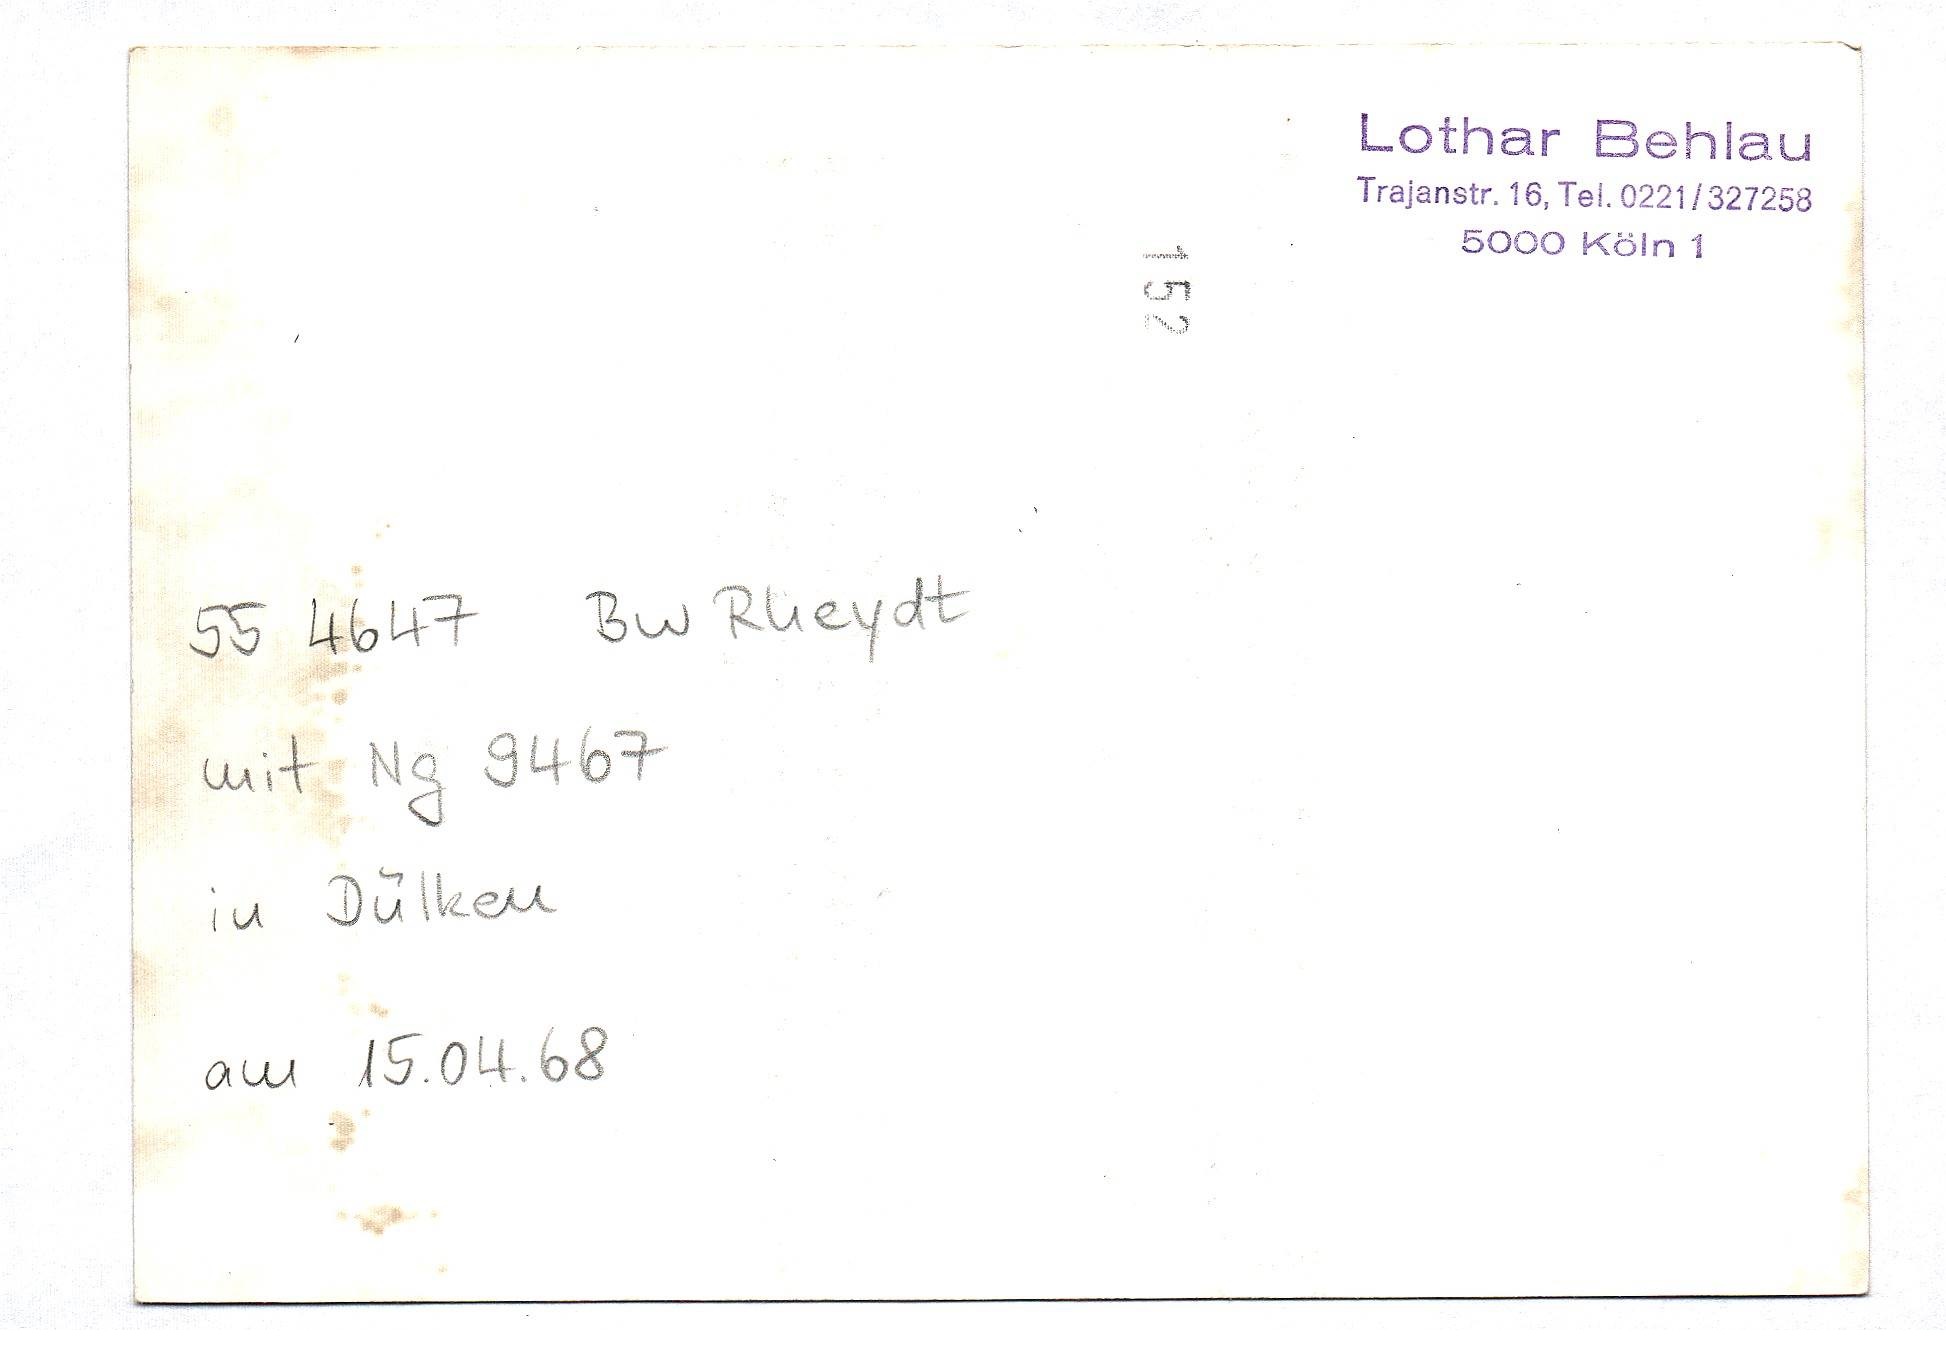 Lothar Behlau
Trajanstr. 16, Tel. 0221/327258
5000 Köln 1
152
55 4647 BW Rheydt
mit Ng 9467
in Dülken
am 15.04.68